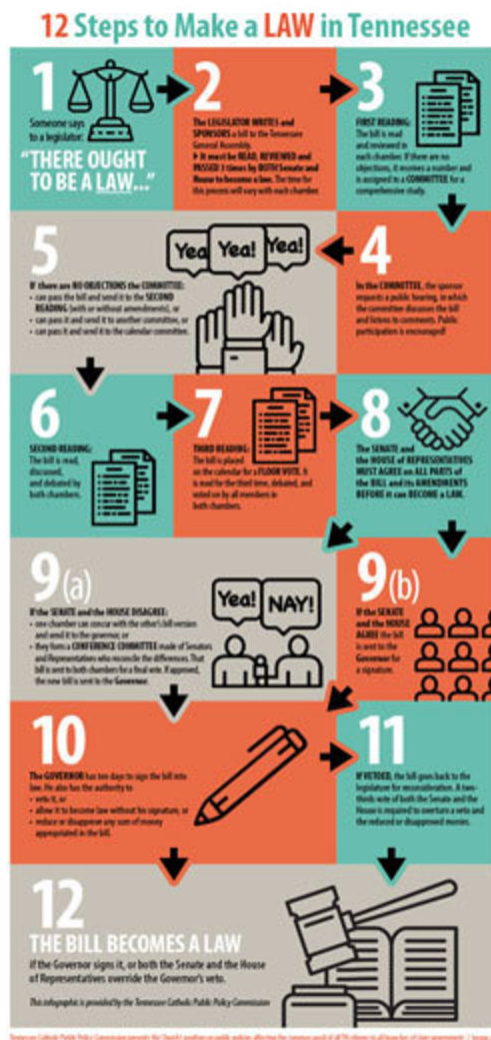 12 Steps to Make a LAW in Tennessee
1
Someone says
to a legislator:
"THERE OUGHT
TO BE A LAW..."
2
The LEGISLATOR WRITES and
SPONSORS a bill to the Tennessee
General Assembly.
It must be READ, REVIEWED and
PASSED 3 times by BOTH Senate and
House to become a law. The time for
this process will vary with each chamber.
3
FIRST READING:
The bill is read
and reviewed in
each chamber. If there are no
objections, it receives a number and
is assigned to a COMMITTEE for a
comprehensive study.
4
In the COMMITTEE, the sponsor
requests a public hearing, in which
the committee discusses the bill
and listens to comments. Public
participation is encouraged!
5
If there are NO OBJECTIONS the COMMITTEE:
• can pass the bill and send it to the SECOND
READING (with or without amendments), or
• can pass it and send it to another committee, or
• can pass it and send it to the calendar committee.
Yea Yea! Yea!
6
SECOND READING:
The bill is read,
discussed,
and debated by
both chambers.
7
THIRD READING:
The bill is placed
on the calendar for a FLOOR VOTE. It
is read for the third time, debated, and
voted on by all members in
both chambers.
8
The SENATE and
the HOUSE of REPRESENTATIVES
MUST AGREE on ALL PARTS of
the BILL and its AMENDMENTS
BEFORE it can BECOME a LAW.
9(a)
If the SENATE and the HOUSE DISAGREE:
• one chamber can concur with the other's bill version
and send it to the governor, or
• they form a CONFERENCE COMMITTEE made of Senators
and Representatives who reconcile the differences. That
bill is sent to both chambers for a final vote. If approved,
the new bill is sent to the Governor.
Yea! NAY!
9(b)
If the SENATE
and the HOUSE
AGREE the bill
is sent to the
Governor for
a signature.
10
The GOVERNOR has ten days to sign the bill into
law. He also has the authority to
• veto it, or
• allow it to become law without his signature, or
• reduce or disapprove any sum of money
appropriated in the bill.
11
If VETOED, the bill goes back to the
legislature for reconsideration. A two-
thirds vote of both the Senate and the
House is required to overturn a veto and
the reduced or disapproved monies.
12
THE BILL BECOMES A LAW
if the Governor signs it, or both the Senate and the House
of Representatives override the Governor's veto.
This infographic is provided by the Tennessee Catholic Public Policy Commission
Tennessee Catholic Public Policy Commission presents the Church's position on public policies affecting the common good of all